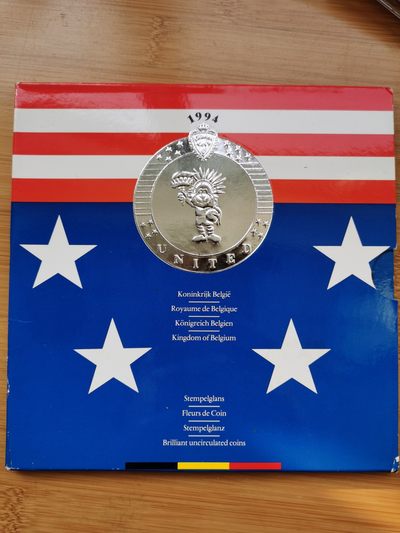 1994
UNITED
Koninkrijk België
Royaume de Belgique
Königreich Belgien
Kingdom of Belgium
Stempelglans
Fleurs de Coin
Stempelglanz
Brilliant uncirculated coins